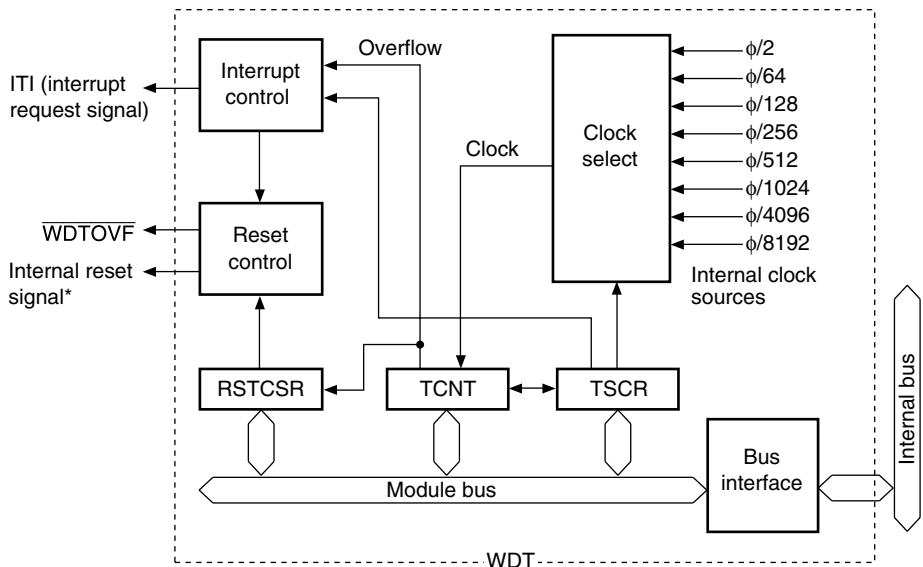 Overflow
ITI (interrupt
request signal)
Interrupt
control
Clock
Clock
select
ϕ/2
ϕ/64
ϕ/128
ϕ/256
ϕ/512
ϕ/1024
ϕ/4096
ϕ/8192
Internal clock
sources
WDTOVF
Internal reset
signal*
Reset
control
RSTCSR
TCNT
TSCR
Module bus
Bus
interface
Internal bus
WDT